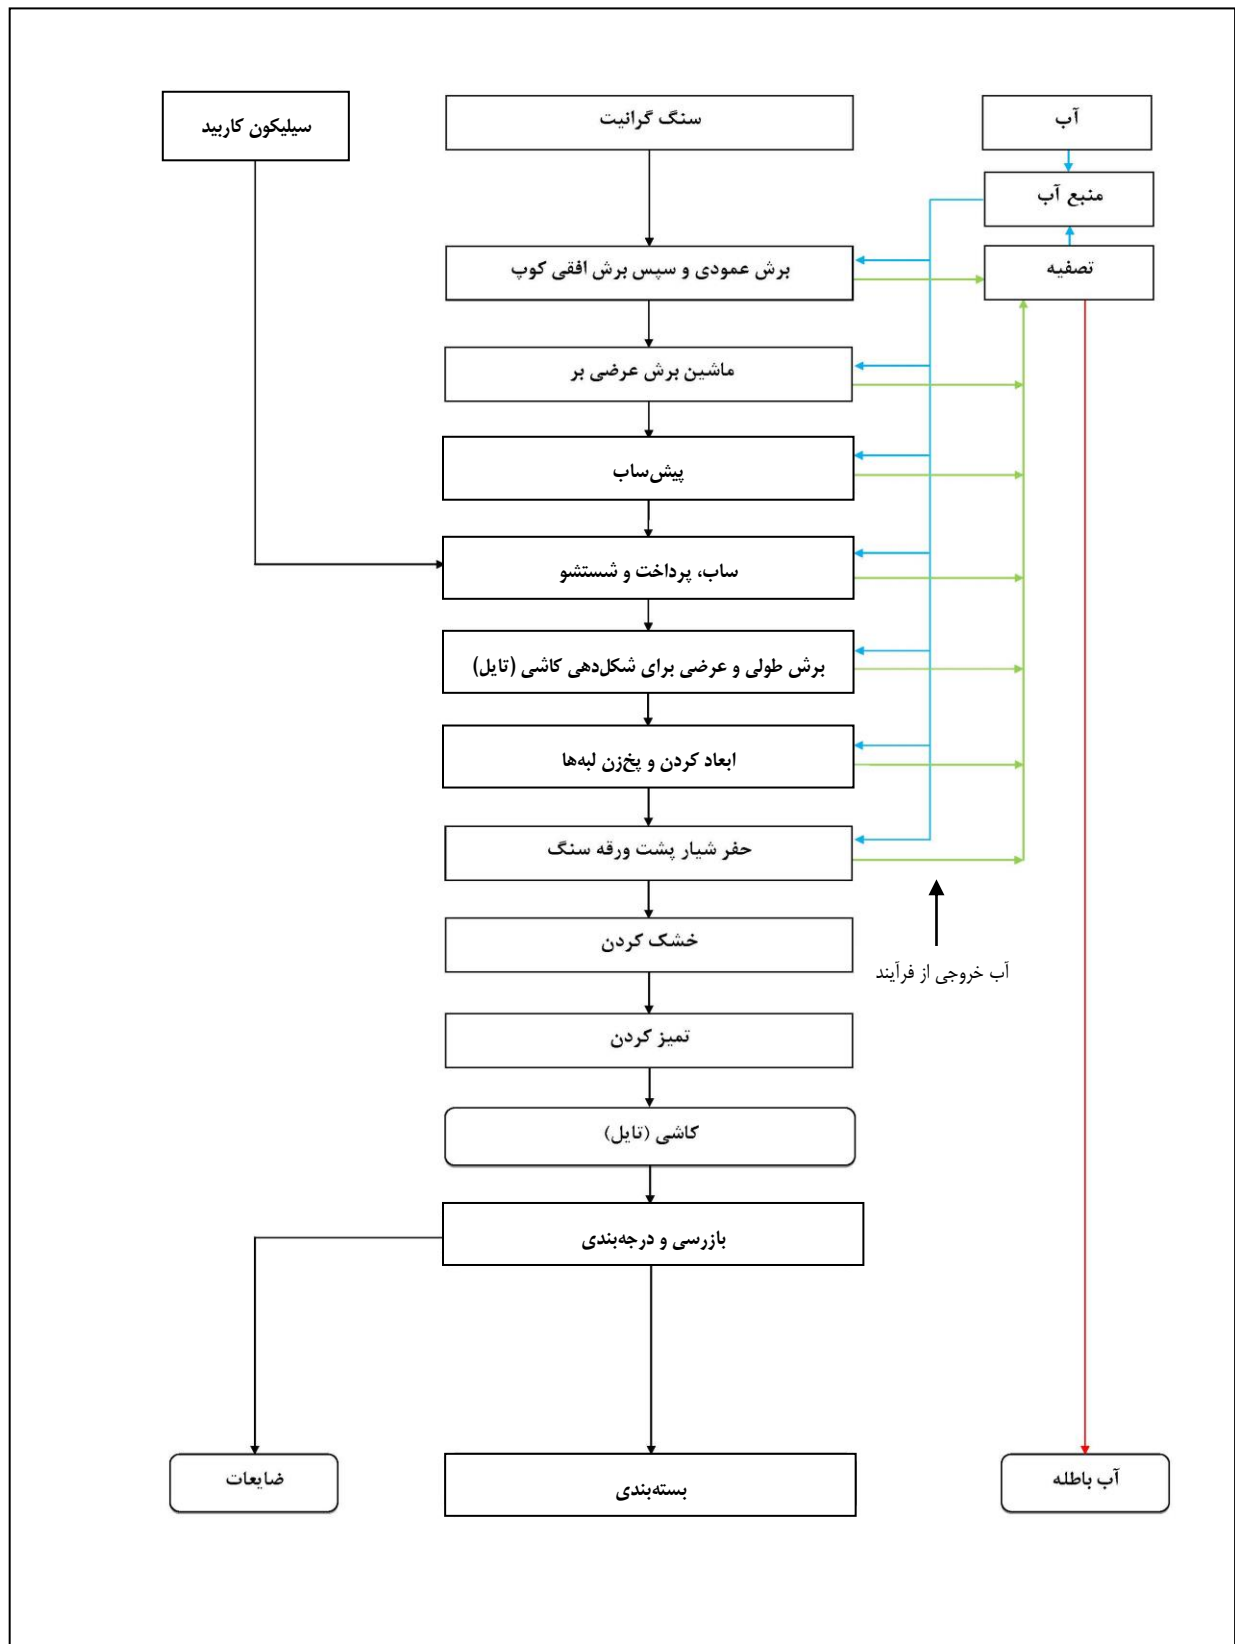 سیلیکون کاربید
سنگ گرانیت
آب
منبع آب
تصفیه
برش عمودی و سپس برش افقی کوپ
ماشین برش عرضی بر
پیش‌ساب
ساب، پرداخت و شستشو
برش طولی و عرضی برای شکل‌دهی کاشی (تایل)
ابعاد کردن و پخ‌زن لبه‌ها
حفر شیار پشت ورقه سنگ
خشک کردن
آب خروجی از فرآیند
تمیز کردن
کاشی (تایل)
بازرسی و درجه‌بندی
ضایعات
بسته‌بندی
آب باطله